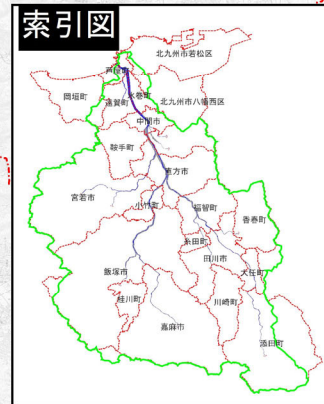 索引図
北九州市若松区
芦屋町
水巻町
岡垣町
遠賀町
北九州市八幡西区
中間市
鞍手町
直方市
宮若市
小竹町
福智町
香春町
糸田町
田川市
飯塚市
大任町
桂川町
川崎町
嘉麻市
添田町